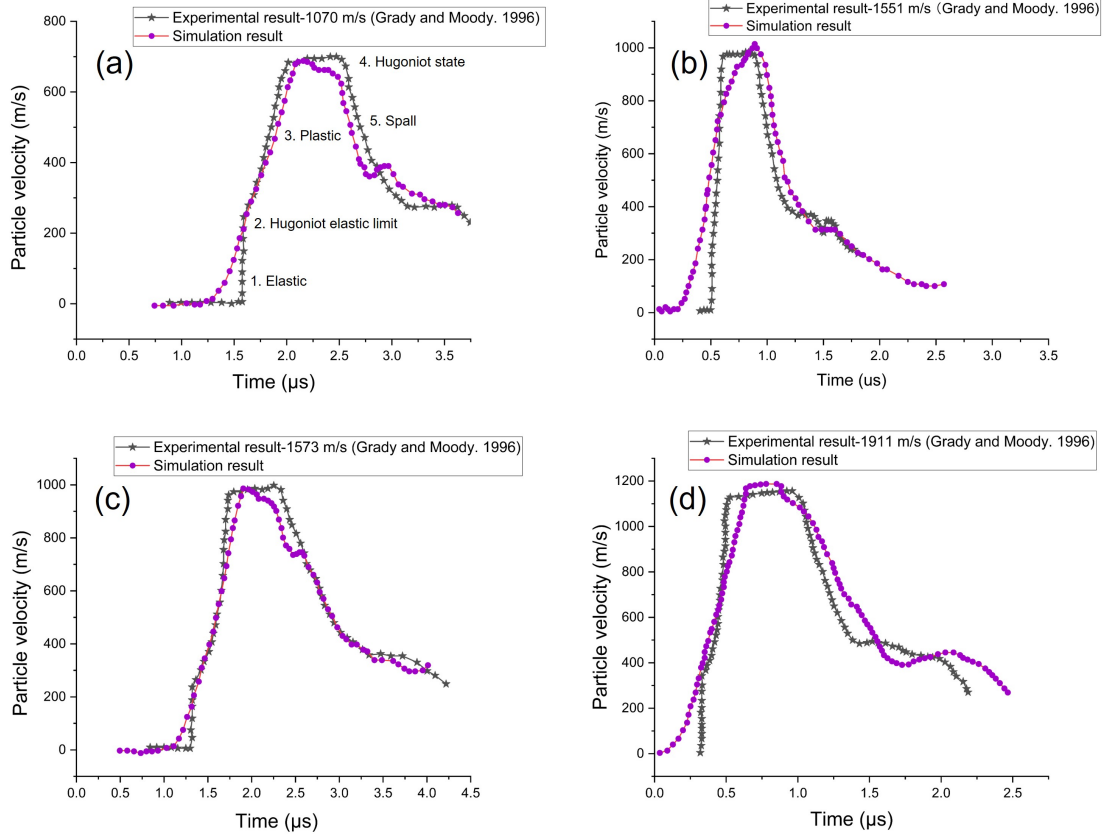 Experimental result-1070 m/s (Grady and Moody. 1996)
Simulation result
(a)
4. Hugoniot state
5. Spall
3. Plastic
2. Hugoniot elastic limit
1. Elastic
800
600
400
200
0
Particle velocity (m/s)
0.0 0.5 1.0 1.5 2.0 2.5 3.0 3.5
Time (µs)
Experimental result-1551 m/s (Grady and Moody. 1996)
Simulation result
(b)
1000
800
600
400
200
0
Particle velocity (m/s)
0.0 0.5 1.0 1.5 2.0 2.5 3.0 3.5
Time (us)
Experimental result-1573 m/s (Grady and Moody. 1996)
Simulation result
(c)
1000
800
600
400
200
0
Particle velocity (m/s)
0.0 0.5 1.0 1.5 2.0 2.5 3.0 3.5 4.0 4.5
Time (µs)
Experimental result-1911 m/s (Grady and Moody. 1996)
Simulation result
(d)
1200
1000
800
600
400
200
0
Particle velocity (m/s)
0.0 0.5 1.0 1.5 2.0 2.5
Time (µs)